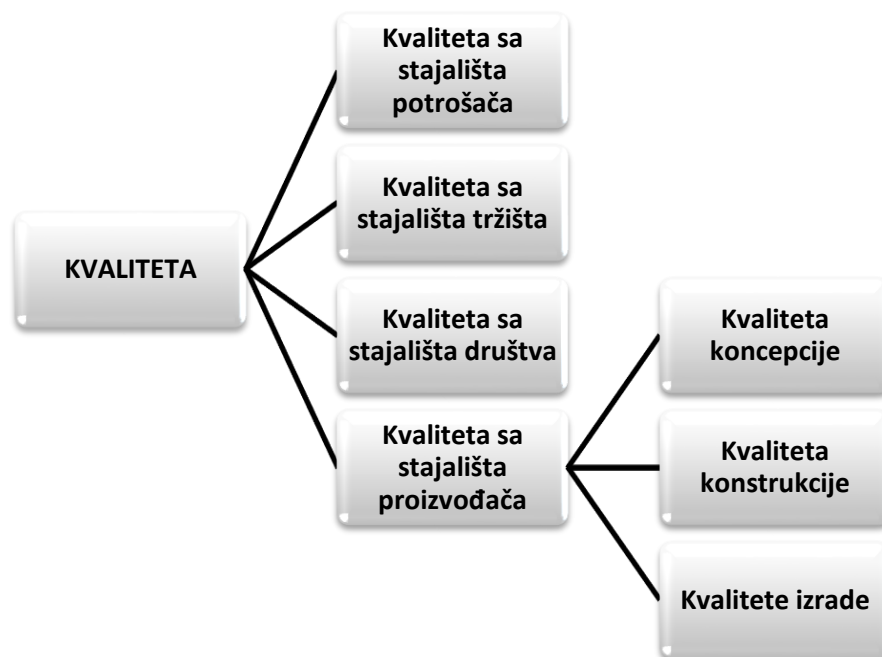 Kvaliteta sa
stajališta
potrošača
Kvaliteta sa
stajališta tržišta
KVALITETA
Kvaliteta sa
stajališta društva
Kvaliteta sa
stajališta
proizvođača
Kvaliteta
koncepcije
Kvaliteta
konstrukcije
Kvalitete izrade